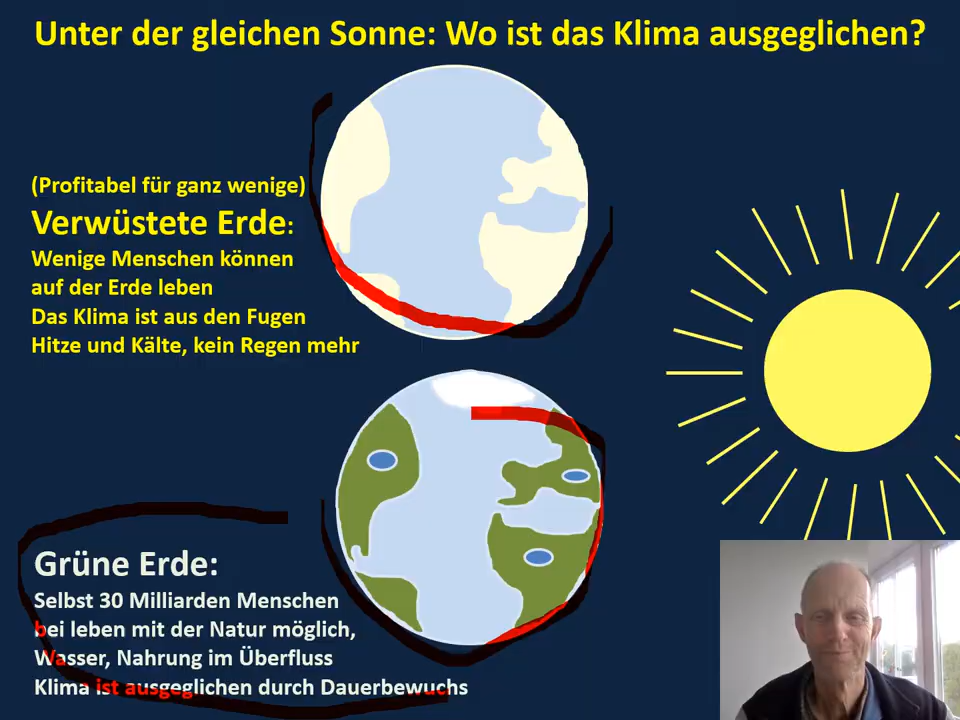 Unter der gleichen Sonne: Wo ist das Klima ausgeglichen?
(Profitabel für ganz wenige)
Verwüstete Erde:
Wenige Menschen können
auf der Erde leben
Das Klima ist aus den Fugen
Hitze und Kälte, kein Regen mehr
Grüne Erde:
Selbst 30 Milliarden Menschen
bei leben mit der Natur möglich,
Wasser, Nahrung im Überfluss
Klima ist ausgeglichen durch Dauerbewuchs